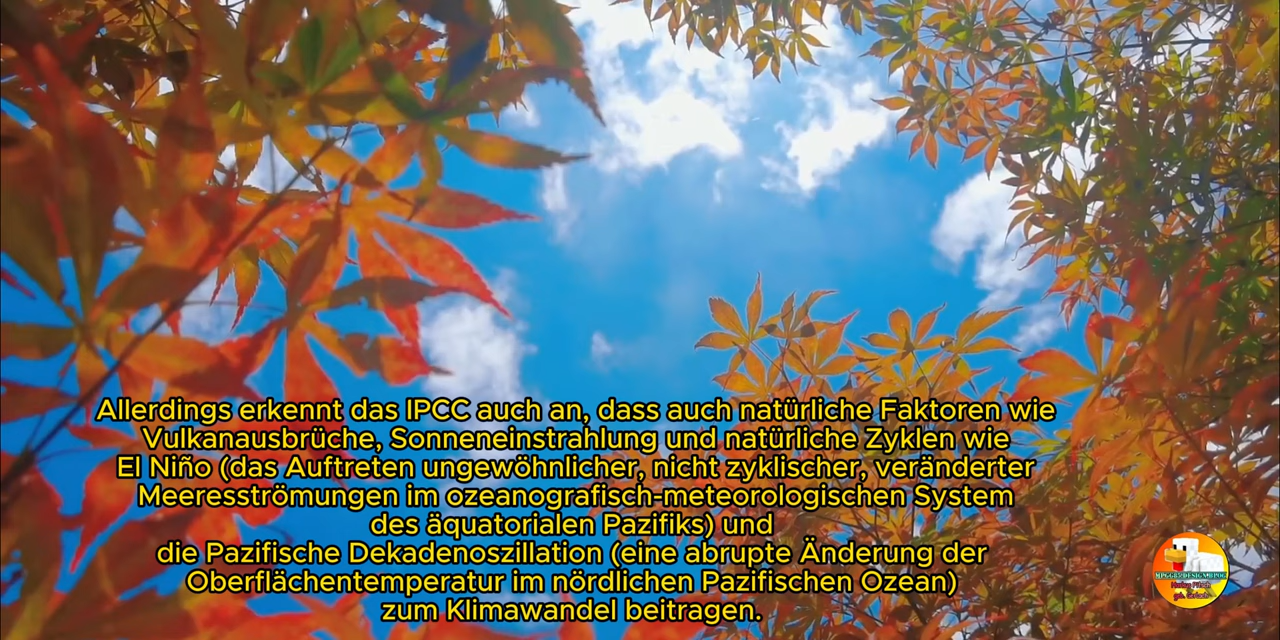 Allerdings erkennt das IPCC auch an, dass auch natürliche Faktoren wie
Vulkanausbrüche, Sonneneinstrahlung und natürliche Zyklen wie
El Niño (das Auftreten ungewöhnlicher, nicht zyklischer, veränderter
Meeresströmungen im ozeanografisch-meteorologischen System
des äquatorialen Pazifiks) und
die Pazifische Dekadenoszillation (eine abrupte Änderung der
Oberflächentemperatur im nördlichen Pazifischen Ozean)
zum Klimawandel beitragen.